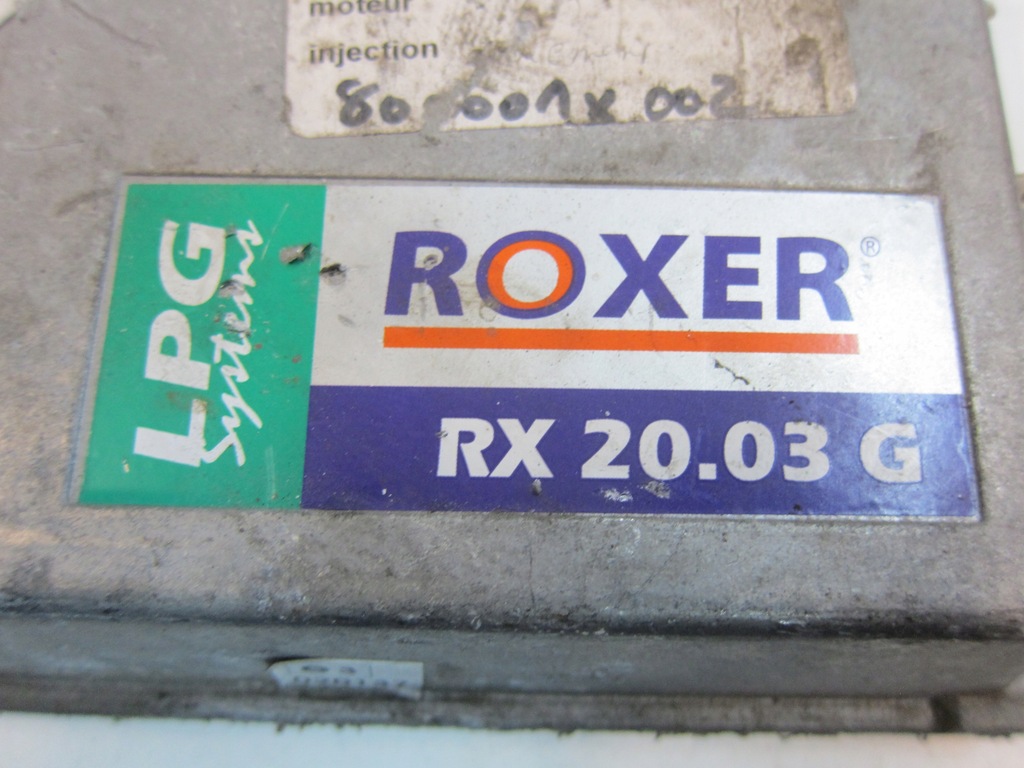 moteur
injection
LPG
Systems
ROXER®
RX 20.03 G